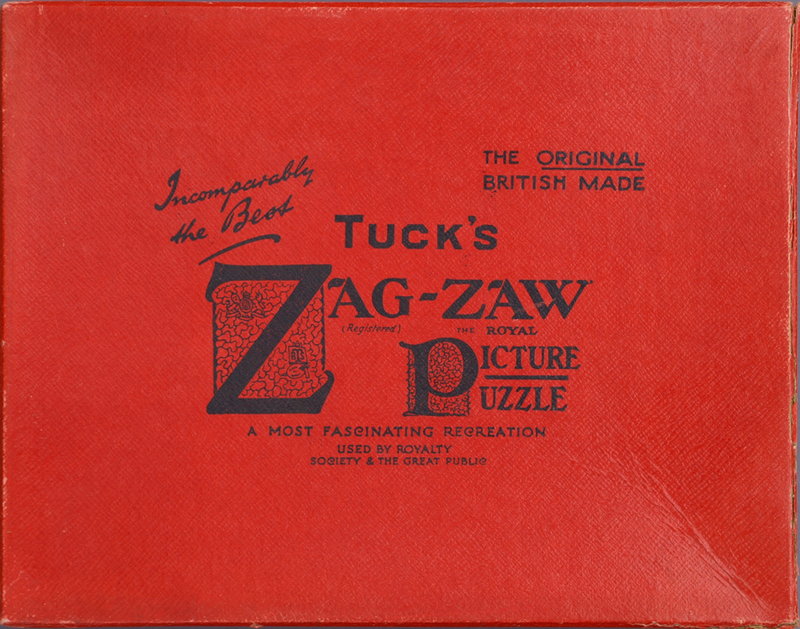 Incomparably
the Best
THE ORIGINAL
BRITISH MADE
TUCK'S
ZAG-ZAW
(Registered)
THE ROYAL
PICTURE
PUZZLE
A MOST FASCINATING RECREATION
USED BY ROYALTY
SOCIETY & THE GREAT PUBLIC